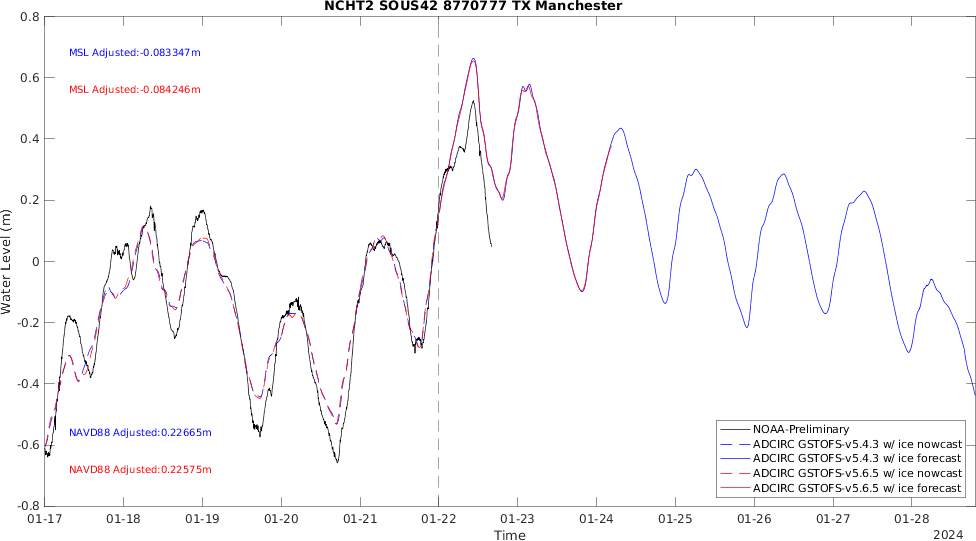 NCHT2 SOUS42 8770777 TX Manchester
0.8
0.6
0.4
0.2
0
-0.2
-0.4
-0.6
-0.8
Water Level (m)
MSL Adjusted:-0.083347m
MSL Adjusted:-0.084246m
NAVD88 Adjusted:0.22665m
NAVD88 Adjusted:0.22575m
NOAA-Preliminary
ADCIRC GSTOFS-v5.4.3 w/ ice nowcast
ADCIRC GSTOFS-v5.4.3 w/ ice forecast
ADCIRC GSTOFS-v5.6.5 w/ ice nowcast
ADCIRC GSTOFS-v5.6.5 w/ ice forecast
01-17 01-18 01-19 01-20 01-21 01-22 01-23 01-24 01-25 01-26 01-27 01-28
Time
2024